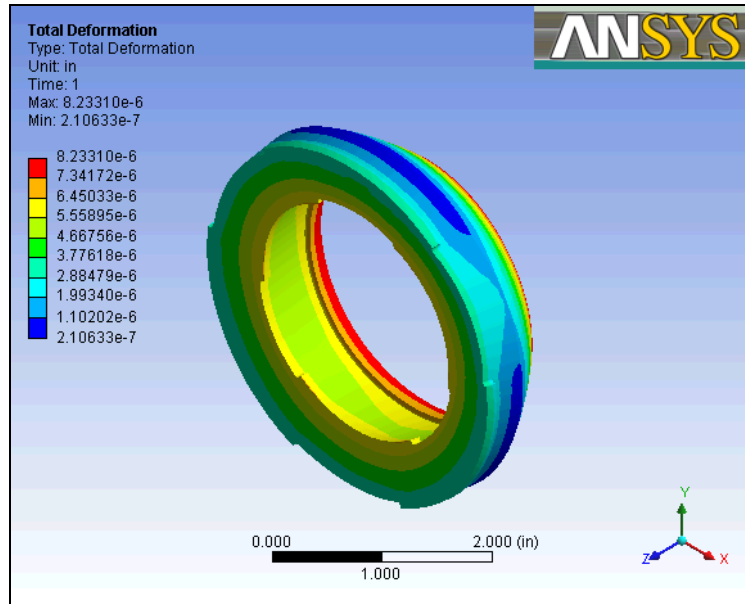 Total Deformation
Type: Total Deformation
Unit: in
Time: 1
Max: 8.23310e-6
Min: 2.10633e-7
ANSYS
8.23310e-6
7.34172e-6
6.45033e-6
5.55895e-6
4.66756e-6
3.77618e-6
2.88479e-6
1.99340e-6
1.10202e-6
2.10633e-7
0.000 2.000 (in)
1.000
Y
Z X